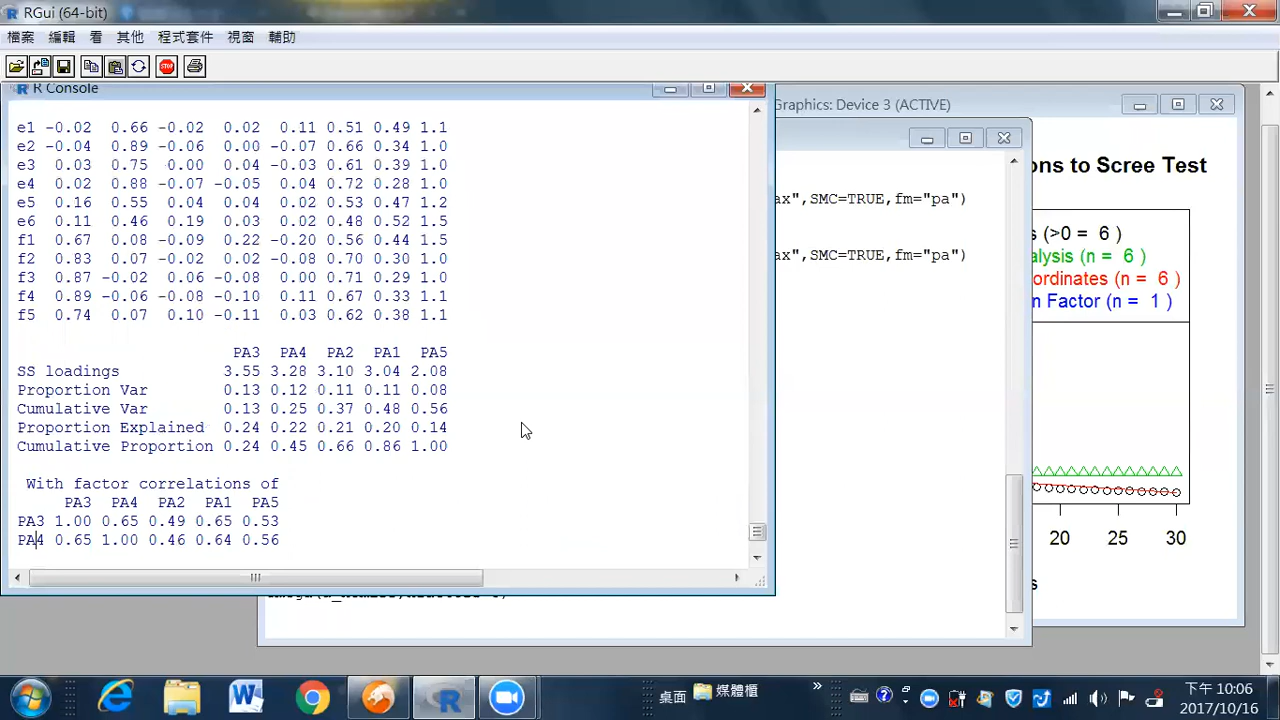 RGui (64-bit)
檔案 編輯 看 其他 程式套件 視窗 輔助
STOP
R Console
e1 -0.02 0.66 -0.02 0.02 0.11 0.51 0.49 1.1
e2 -0.04 0.89 -0.06 0.00 -0.07 0.66 0.34 1.0
e3 0.03 0.75 0.00 0.04 -0.03 0.61 0.39 1.0
e4 0.02 0.88 -0.07 -0.05 0.04 0.72 0.28 1.0
e5 0.16 0.55 0.04 0.04 0.02 0.53 0.47 1.2
e6 0.11 0.46 0.19 0.03 0.02 0.48 0.52 1.5
f1 0.67 0.08 -0.09 0.22 -0.20 0.56 0.44 1.5
f2 0.83 0.07 -0.02 0.02 -0.08 0.70 0.30 1.0
f3 0.87 -0.02 0.06 -0.08 0.00 0.71 0.29 1.0
f4 0.89 -0.06 -0.08 -0.10 0.11 0.67 0.33 1.1
f5 0.74 0.07 0.10 -0.11 0.03 0.62 0.38 1.1
PA3 PA4 PA2 PA1 PA5
SS loadings 3.55 3.28 3.10 3.04 2.08
Proportion Var 0.13 0.12 0.11 0.11 0.08
Cumulative Var 0.13 0.25 0.37 0.48 0.56
Proportion Explained 0.24 0.22 0.21 0.20 0.14
Cumulative Proportion 0.24 0.45 0.66 0.86 1.00
With factor correlations of
PA3 PA4 PA2 PA1 PA5
PA3 1.00 0.65 0.49 0.65 0.53
PA4 0.65 1.00 0.46 0.64 0.56
ax",SMC=TRUE,fm="pa")
ax",SMC=TRUE,fm="pa")
Graphics: Device 3 (ACTIVE)
ons to Scree Test
s (>0 = 6 )
alysis (n = 6 )
ordinates (n = 6 )
n Factor (n = 1 )
20 25 30
s
桌面 媒體櫃 »
下午 10:06
2017/10/16